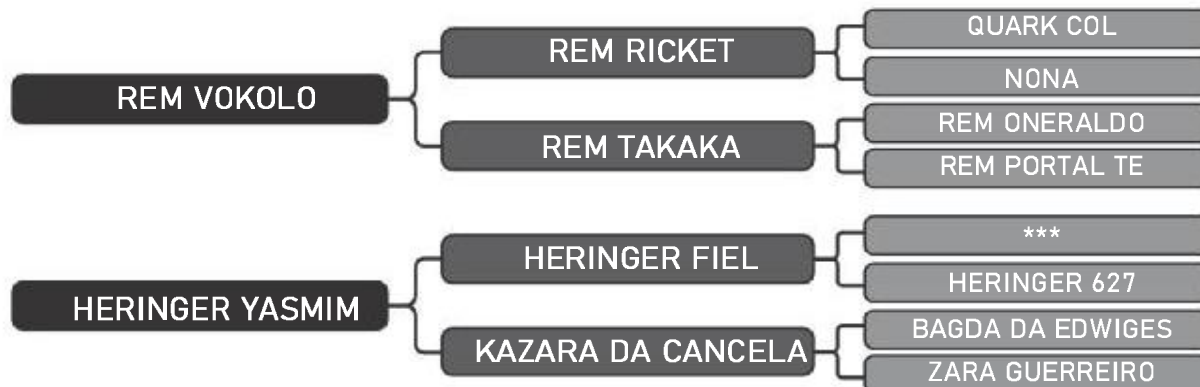 QUARK COL
REM RICKET
NONA
REM VOKOLO
REM ONERALDO
REM TAKAKA
REM PORTAL TE
***
HERINGER FIEL
HERINGER 627
HERINGER YASMIM
BAGDA DA EDWIGES
KAZARA DA CANCELA
ZARA GUERREIRO